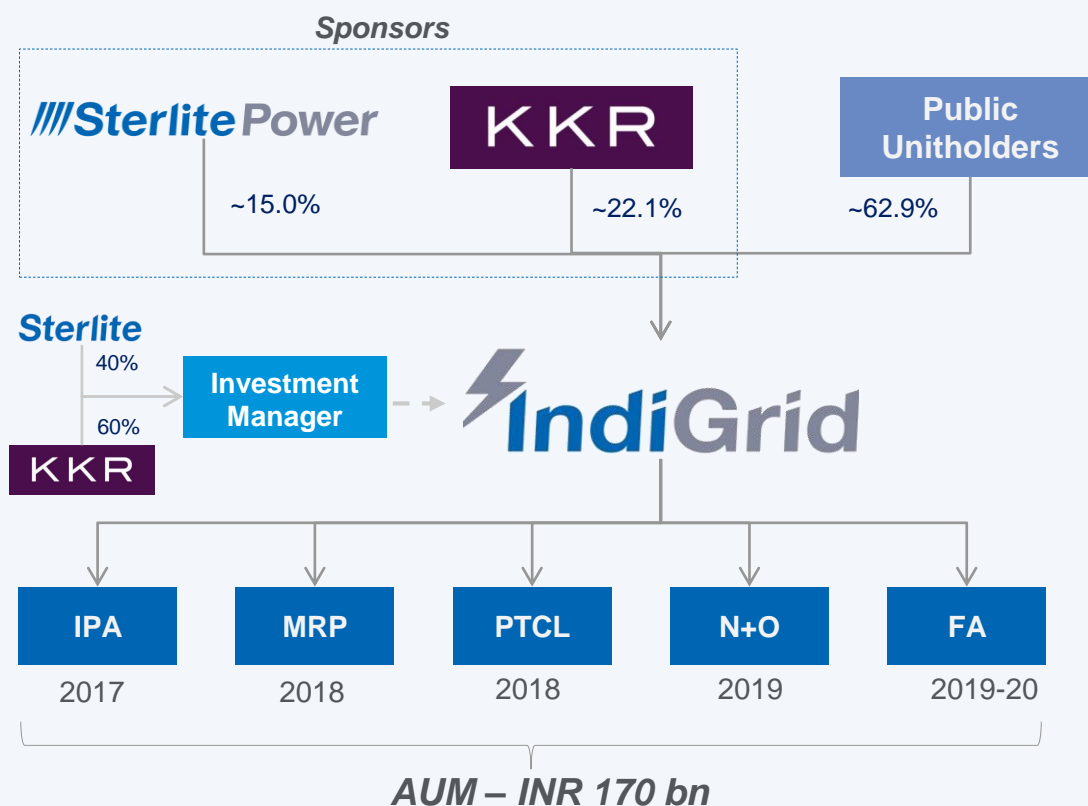 Sponsors
Sterlite Power
KKR
Public
Unitholders
~15.0%
~22.1%
~62.9%
Sterlite
40%
Investment
Manager
60%
KKR
IndiGrid
IPA
MRP
PTCL
N+O
FA
2017
2018
2018
2019
2019-20
AUM – INR 170 bn